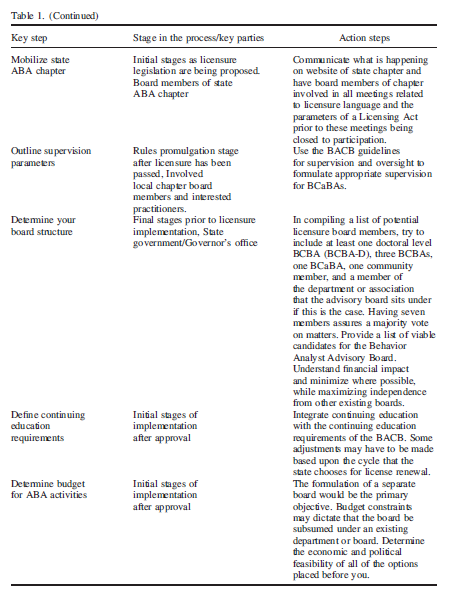 Table 1. (Continued)
Key step
Stage in the process/key parties
Action steps
Mobilize state
ABA chapter
Initial stages as licensure
legislation are being proposed.
Board members of state
ABA chapter
Communicate what is happening
on website of state chapter and
have board members of chapter
involved in all meetings related
to licensure language and the
parameters of a Licensing Act
prior to these meetings being
closed to participation.
Outline supervision
parameters
Rules promulgation stage
after licensure has been
passed, Involved
local chapter board
members and interested
practitioners.
Use the BACB guidelines
for supervision and oversight to
formulate appropriate supervision
for BCaBAs.
Determine your
board structure
Final stages prior to licensure
implementation, State
government/Governor's office
In compiling a list of potential
licensure board members, try to
include at least one doctoral level
BCBA (BCBA-D), three BCBAs,
one BCaBA, one community
member, and a member of
the department or association
that the advisory board sits under
if this is the case. Having seven
members assures a majority vote
on matters. Provide a list of viable
candidates for the Behavior
Analyst Advisory Board.
Understand financial impact
and minimize where possible,
while maximizing independence
from other existing boards.
Define continuing
education
requirements
Initial stages of
implementation
after approval
Integrate continuing education
with the continuing education
requirements of the BACB. Some
adjustments may have to be made
based upon the cycle that the
state chooses for license renewal.
Determine budget
for ABA activities
Initial stages of
implementation
after approval
The formulation of a separate
board would be the primary
objective. Budget constraints
may dictate that the board be
subsumed under an existing
department or board. Determine
the economic and political
feasibility of all of the options
placed before you.